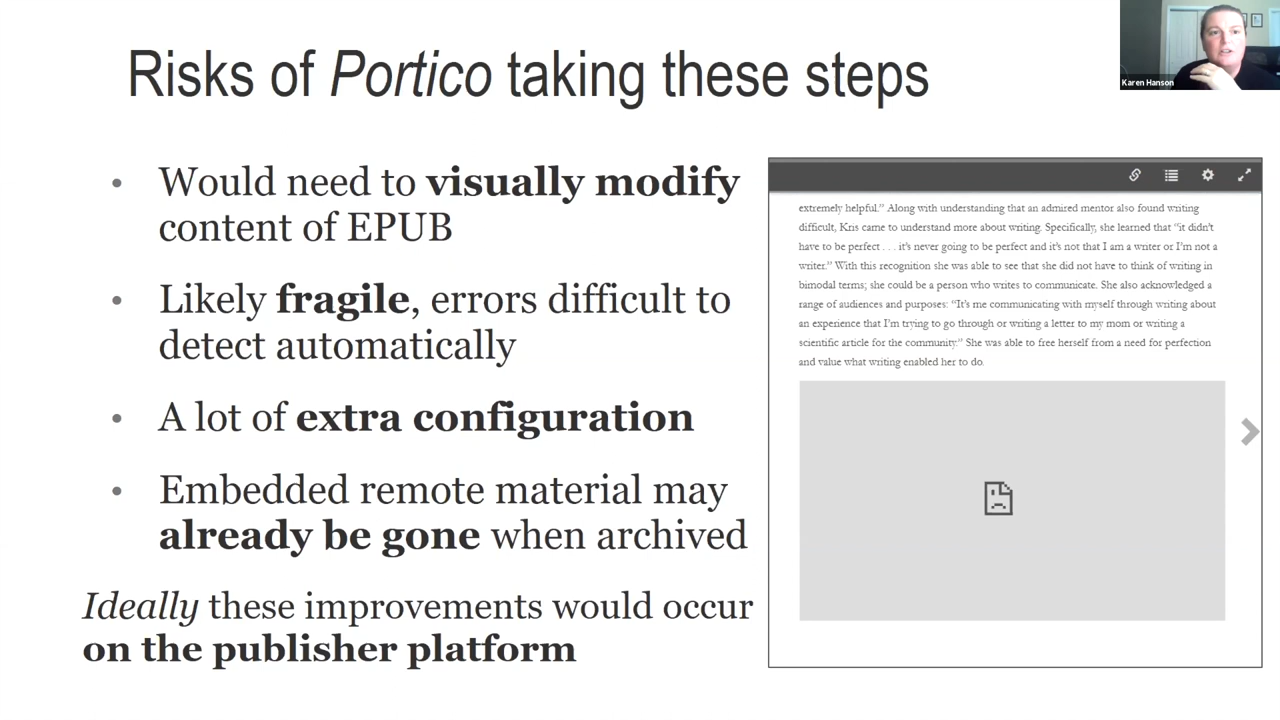 Risks of Portico taking these steps
Karen Hanson
• Would need to visually modify
content of EPUB
• Likely fragile, errors difficult to
detect automatically
• A lot of extra configuration
• Embedded remote material may
already be gone when archived
Ideally these improvements would occur
on the publisher platform
extremely helpful.” Along with understanding that an admired mentor also found writing
difficult, Kris came to understand more about writing. Specifically, she learned that “it didn’t
have to be perfect . . . it’s never going to be perfect and it’s not that I am a writer or I’m not a
writer.” With this recognition she was able to see that she did not have to think of writing in
bimodal terms; she could be a person who writes to communicate. She also acknowledged a
range of audiences and purposes: “It’s me communicating with myself through writing about
an experience that I’m trying to go through or writing a letter to my mom or writing a
scientific article for the community.” She was able to free herself from a need for perfection
and value what writing enabled her to do.